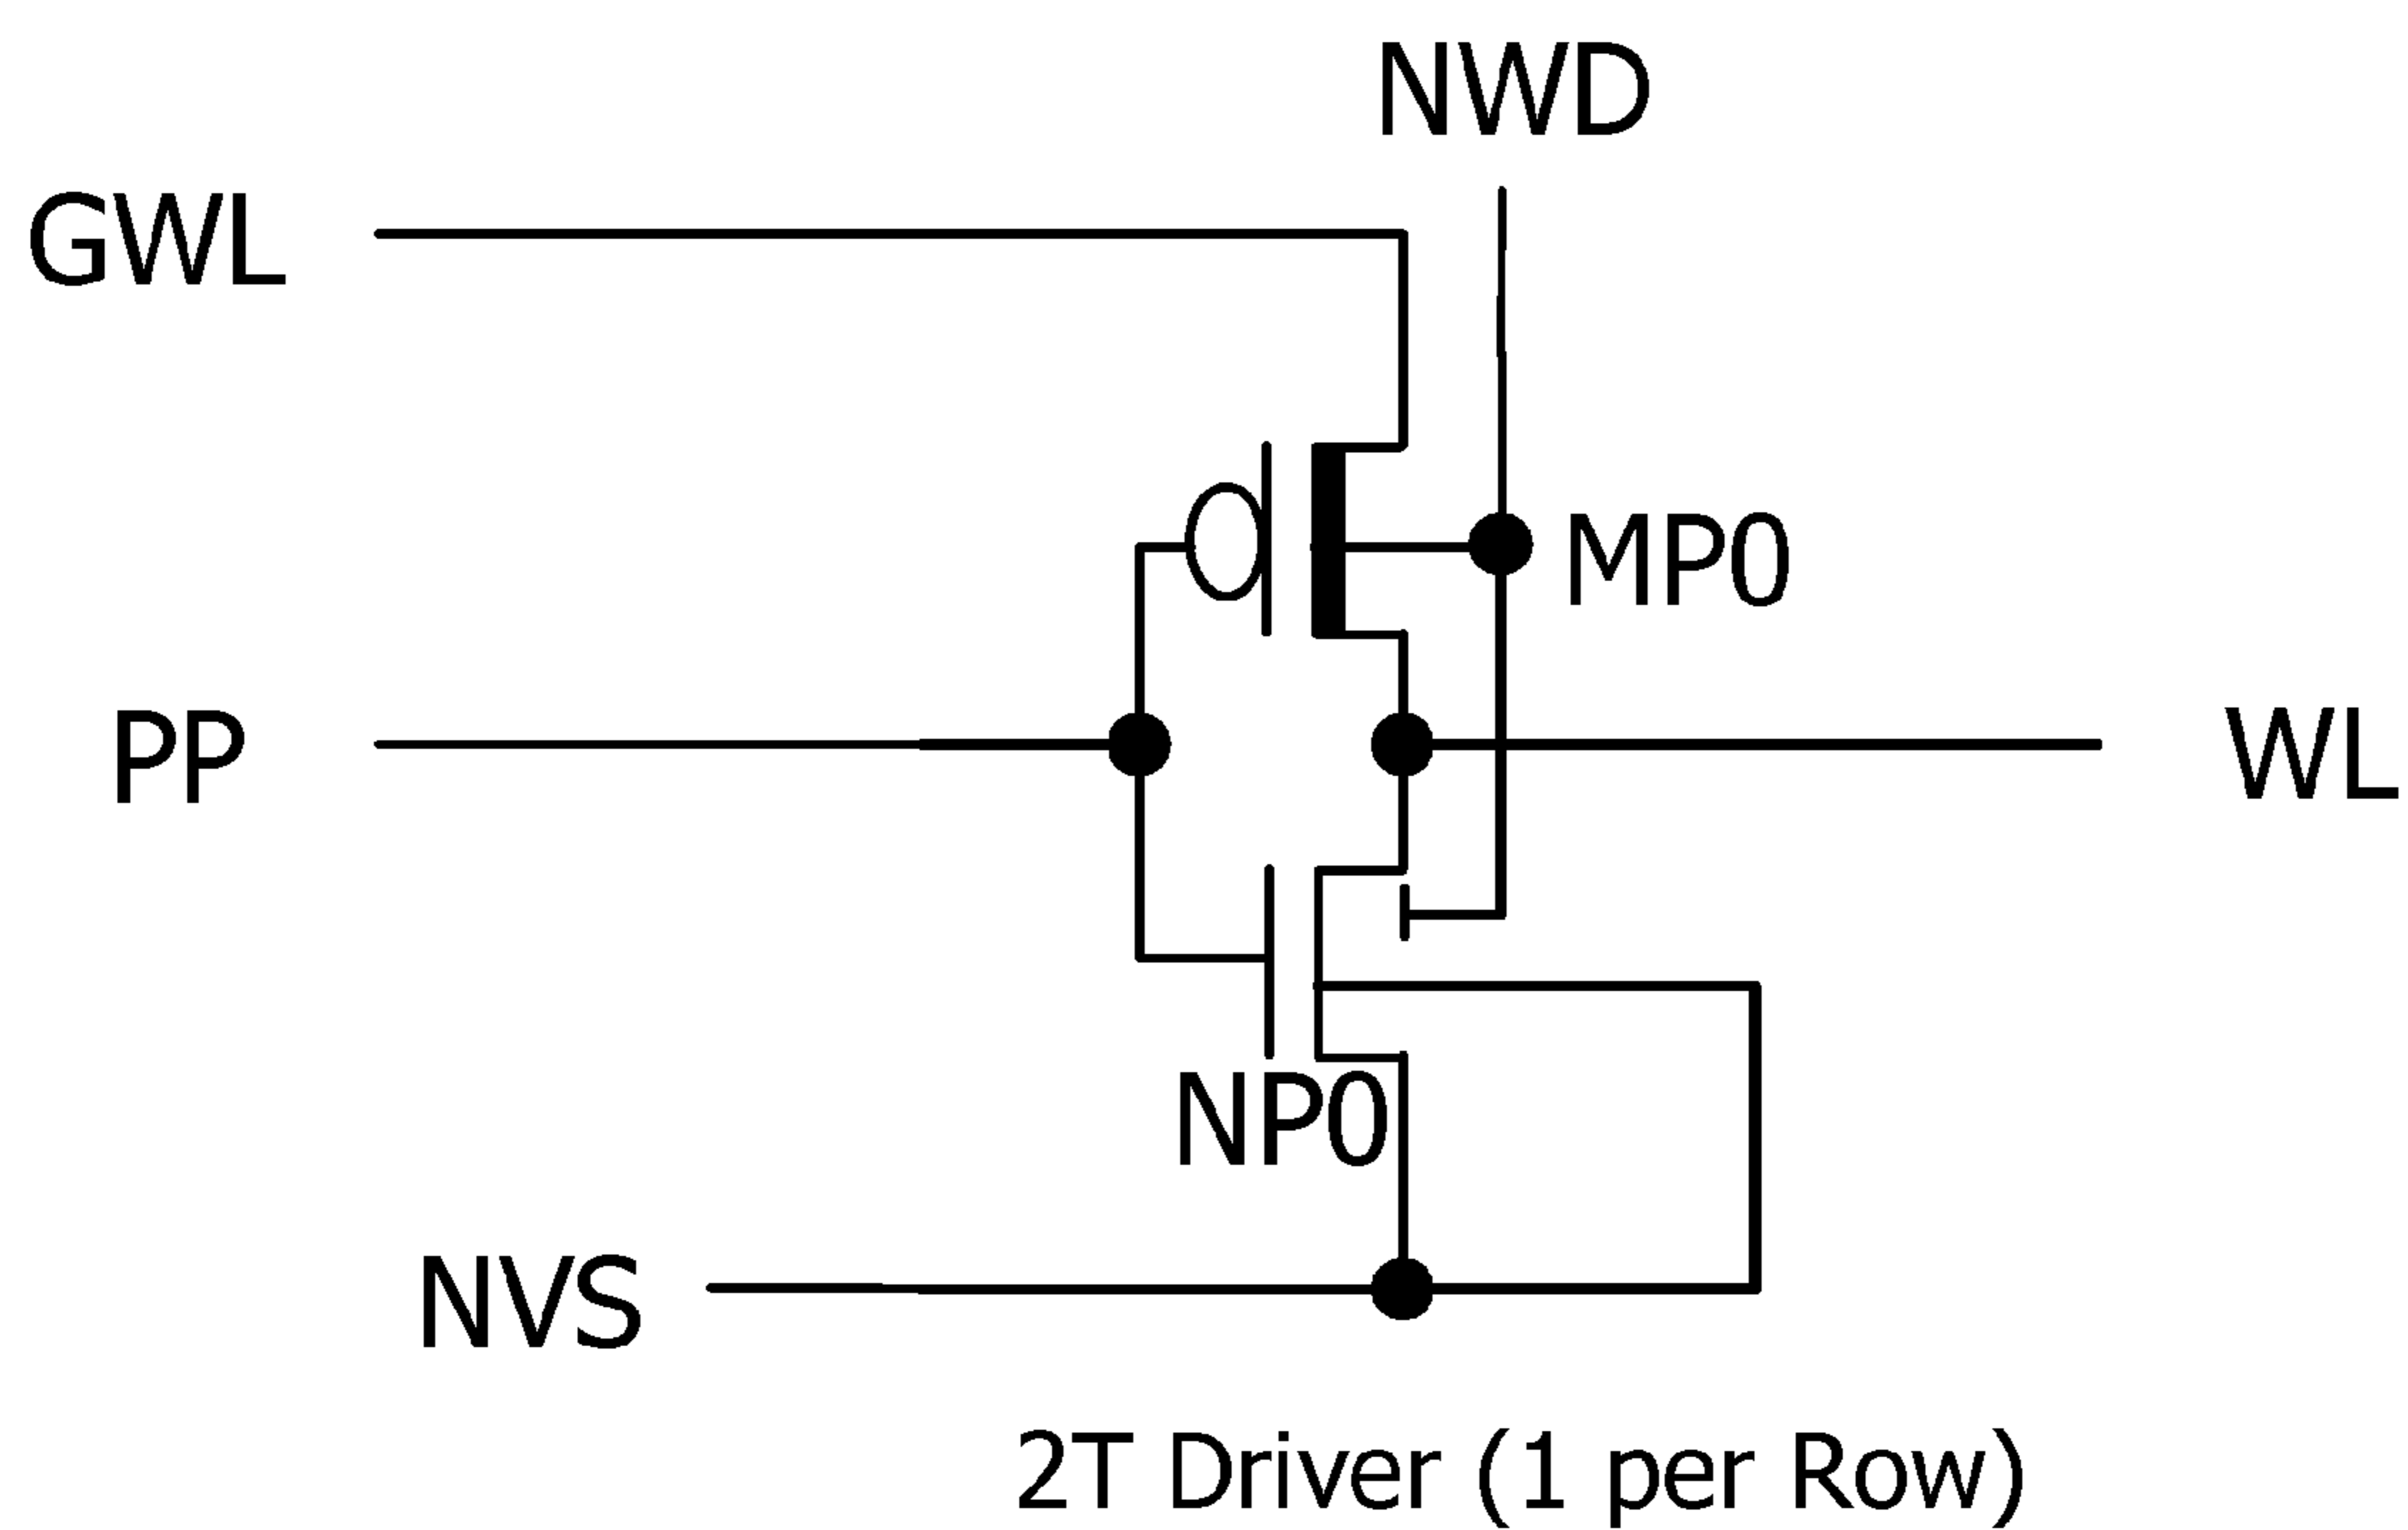 NWD
GWL
MP0
PP
WL
NP0
NVS
2T Driver (1 per Row)